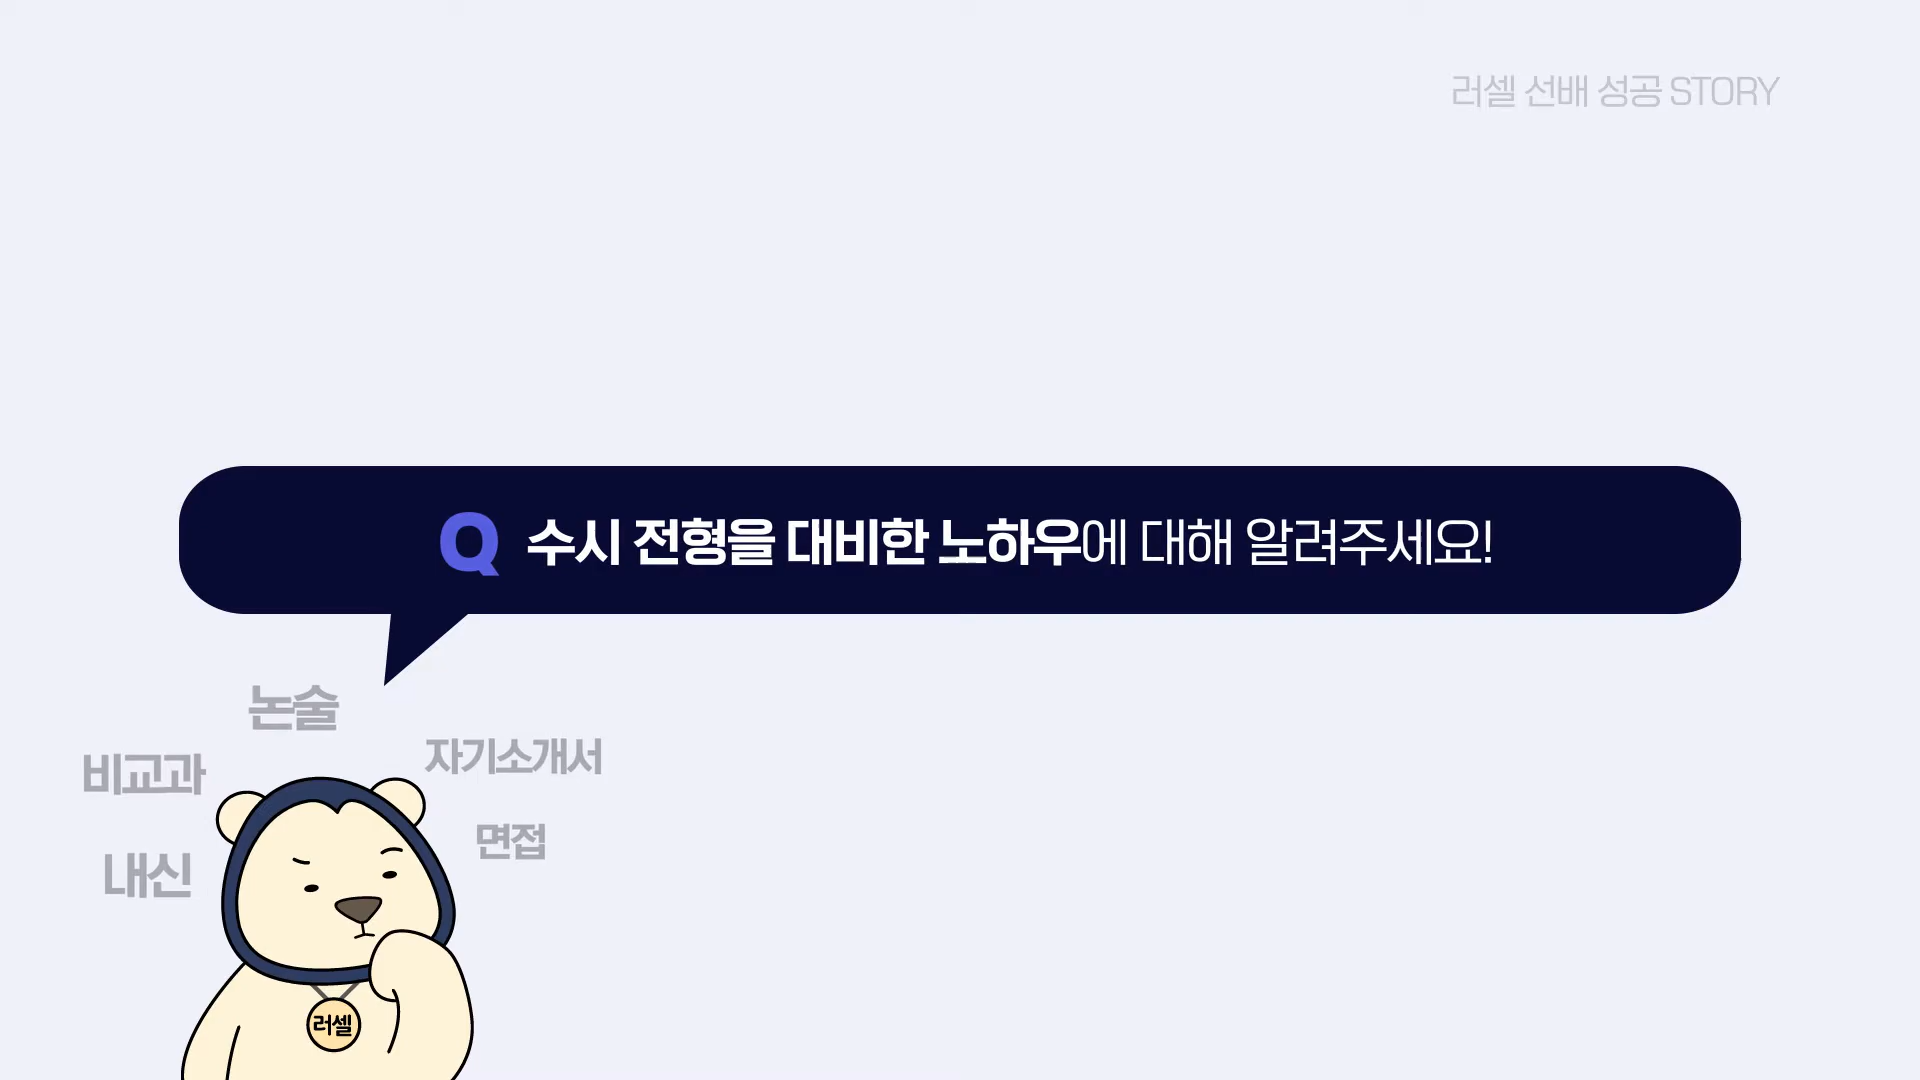 러셀 선배 성공 STORY
Q 수시 전형을 대비한 노하우에 대해 알려주세요!
논술
자기소개서
비교과
면접
내신
러셀